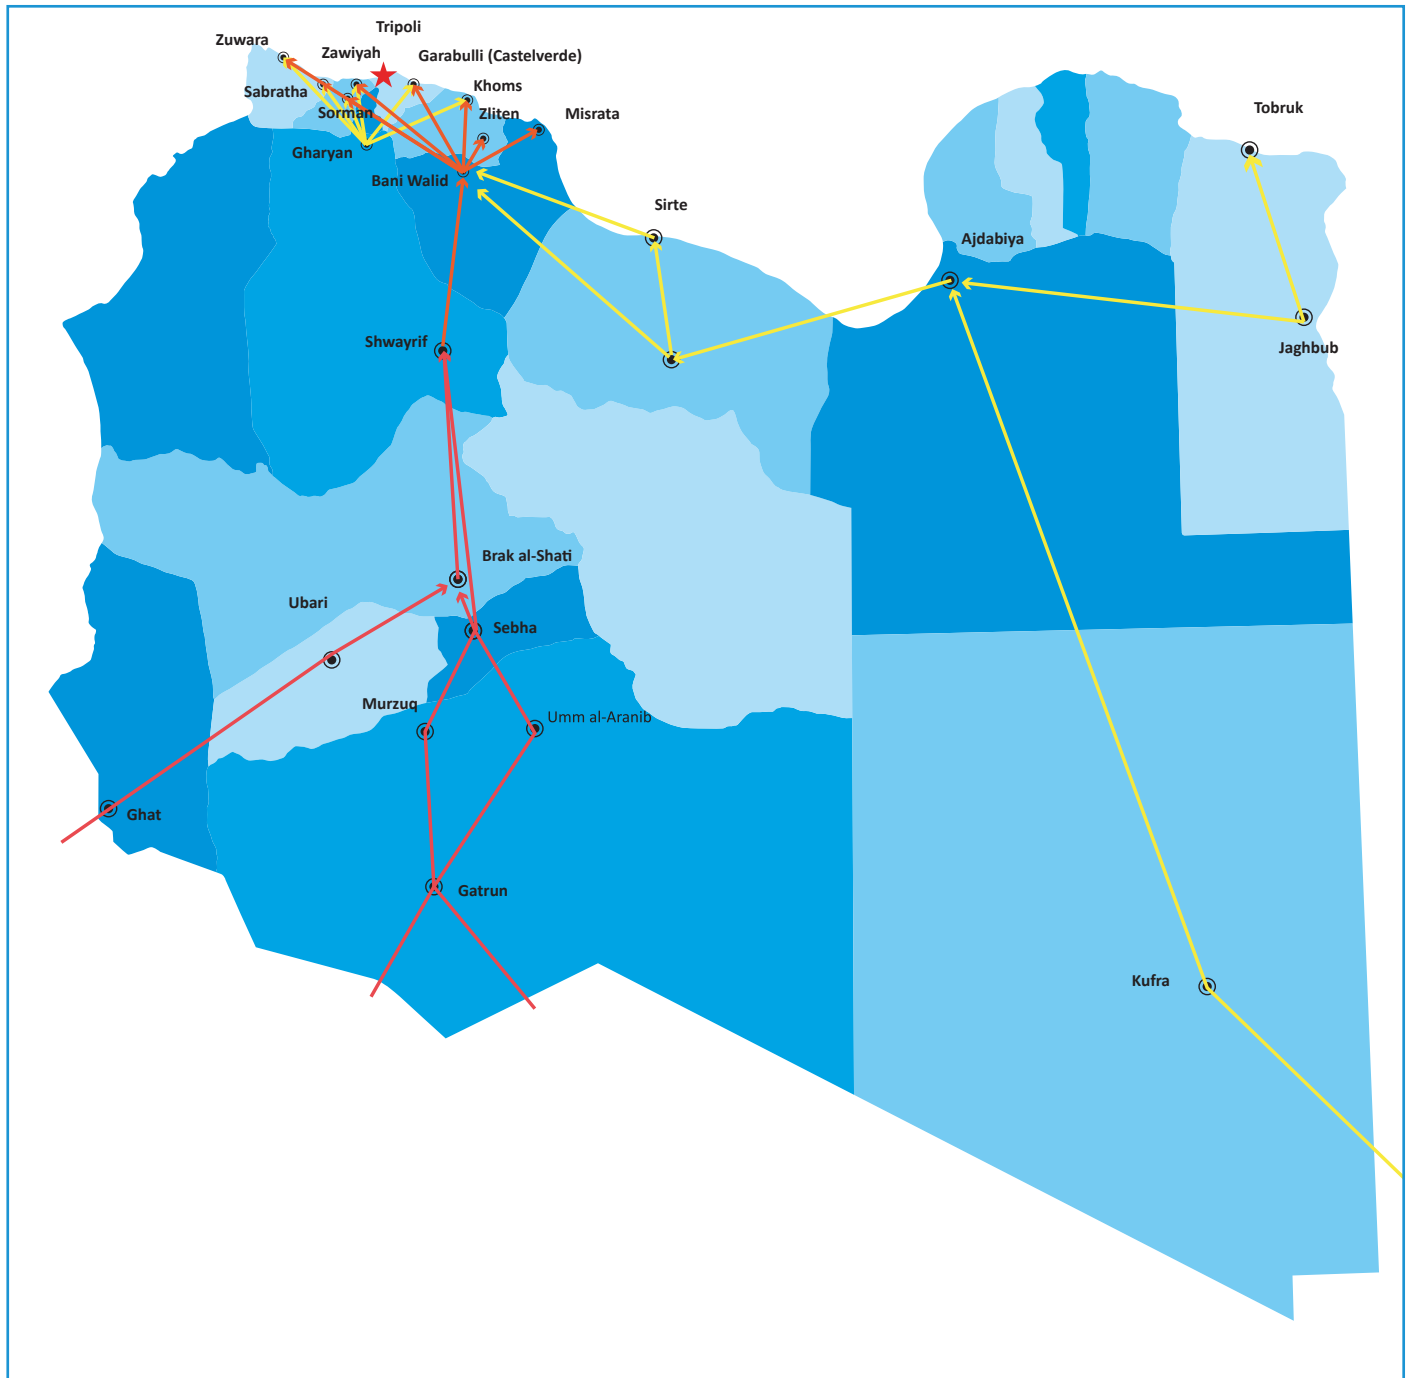 Tripoli
Zuwara
Zawiyah
Garabulli (Castelverde)
Sabratha
Khoms
Sorman
Zliten
Misrata
Tobruk
Gharyan
Bani Walid
Sirte
Ajdabiya
Shwayrif
Jaghbub
Brak al-Shati
Ubari
Sebha
Murzuq
Umm al-Aranib
Ghat
Gatrun
Kufra